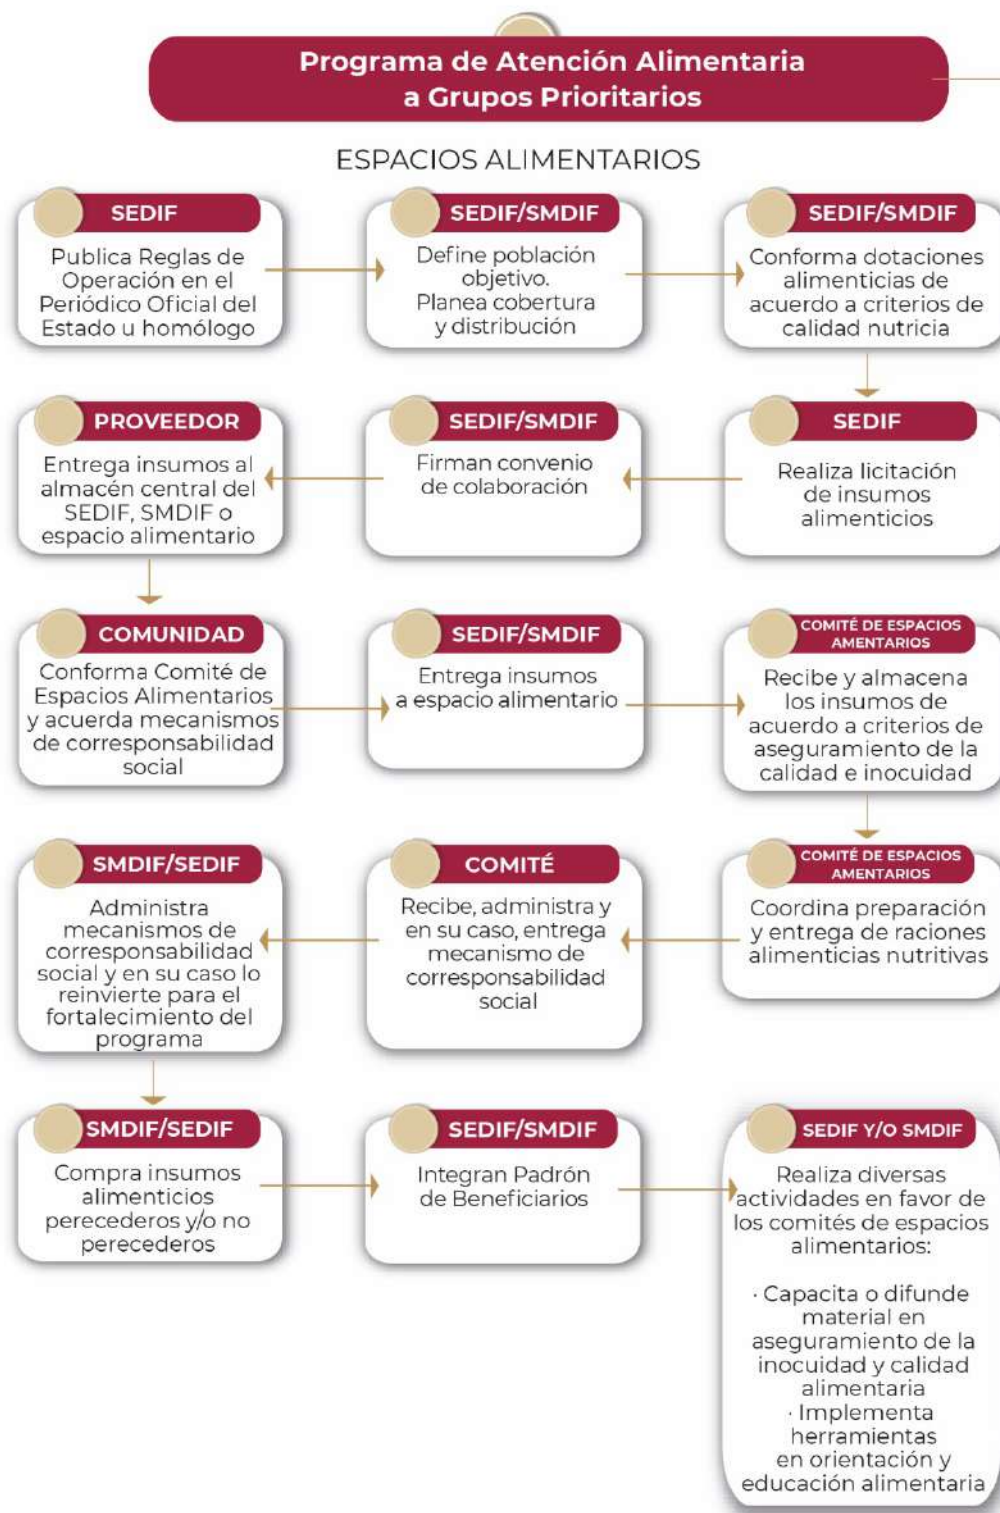 Programa de Atención Alimentaria
a Grupos Prioritarios
ESPACIOS ALIMENTARIOS
SEDIF
Publica Reglas de
Operación en el
Periódico Oficial del
Estado u homólogo
SEDIF/SMDIF
Define población
objetivo.
Planea cobertura
y distribución
SEDIF/SMDIF
Conforma dotaciones
alimenticias de
acuerdo a criterios de
calidad nutricia
SEDIF
Realiza licitación
de insumos
alimenticios
SEDIF/SMDIF
Firman convenio
de colaboración
PROVEEDOR
Entrega insumos al
almacén central del
SEDIF, SMDIF o
espacio alimentario
COMUNIDAD
Conforma Comité de
Espacios Alimentarios
y acuerda mecanismos
de corresponsabilidad
social
SEDIF/SMDIF
Entrega insumos
a espacio alimentario
COMITÉ DE ESPACIOS
AMENTARIOS
Recibe y almacena
los insumos de
acuerdo a criterios de
aseguramiento de la
calidad e inocuidad
COMITÉ DE ESPACIOS
AMENTARIOS
Coordina preparación
y entrega de raciones
alimenticias nutritivas
COMITÉ
Recibe, administra y
en su caso, entrega
mecanismo de
corresponsabilidad
social
SMDIF/SEDIF
Administra
mecanismos de
corresponsabilidad
social y en su caso lo
reinvierte para el
fortalecimiento del
programa
SMDIF/SEDIF
Compra insumos
alimenticios
perecederos y/o no
perecederos
SEDIF/SMDIF
Integran Padrón
de Beneficiarios
SEDIF Y/O SMDIF
Realiza diversas
actividades en favor de
los comités de espacios
alimentarios:
· Capacita o difunde
material en
aseguramiento de la
inocuidad y calidad
alimentaria
· Implementa
herramientas
en orientación y
educación alimentaria